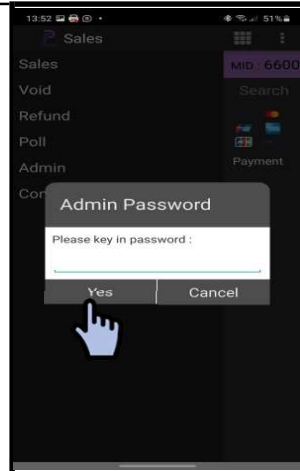 13:52 51%
Sales
Sales
MID : 6600
Void
Search
Refund
Poll
Admin
Payment
Con
Admin Password
Please key in password :
Yes
Cancel